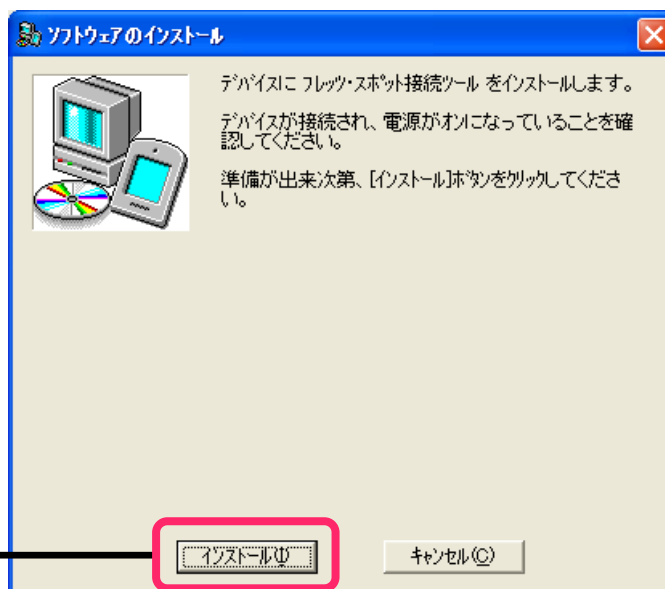 ソフトウェアのインストール
デバイスに フレッツ・スポット接続ツール をインストールします。
デバイスが接続され、電源がオンになっていることを確
認してください。
準備が出来次第、[インストール]ボタンをクリックしてくださ
い。
インストール(I)
キャンセル(C)